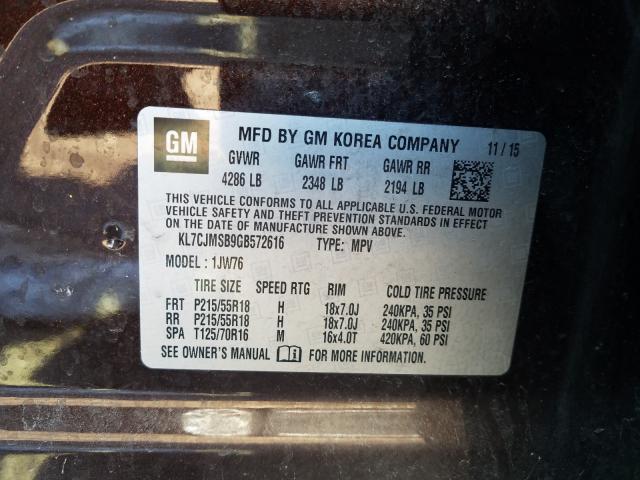 GM MFD BY GM KOREA COMPANY 11 / 15
GVWR GAWR FRT GAWR RR
4286 LB 2348 LB 2194 LB
THIS VEHICLE CONFORMS TO ALL APPLICABLE U.S. FEDERAL MOTOR
VEHICLE SAFETY AND THEFT PREVENTION STANDARDS IN EFFECT
ON THE DATE OF MANUFACTURE SHOWN ABOVE.
KL7CJMSB9GB572616 TYPE: MPV
MODEL : 1JW76
TIRE SIZE SPEED RTG RIM COLD TIRE PRESSURE
FRT P215/55R18 H 18x7.0J 240KPA, 35 PSI
RR P215/55R18 H 18x7.0J 240KPA, 35 PSI
SPA T125/70R16 M 16x4.0T 420KPA, 60 PSI
SEE OWNER'S MANUAL FOR MORE INFORMATION.